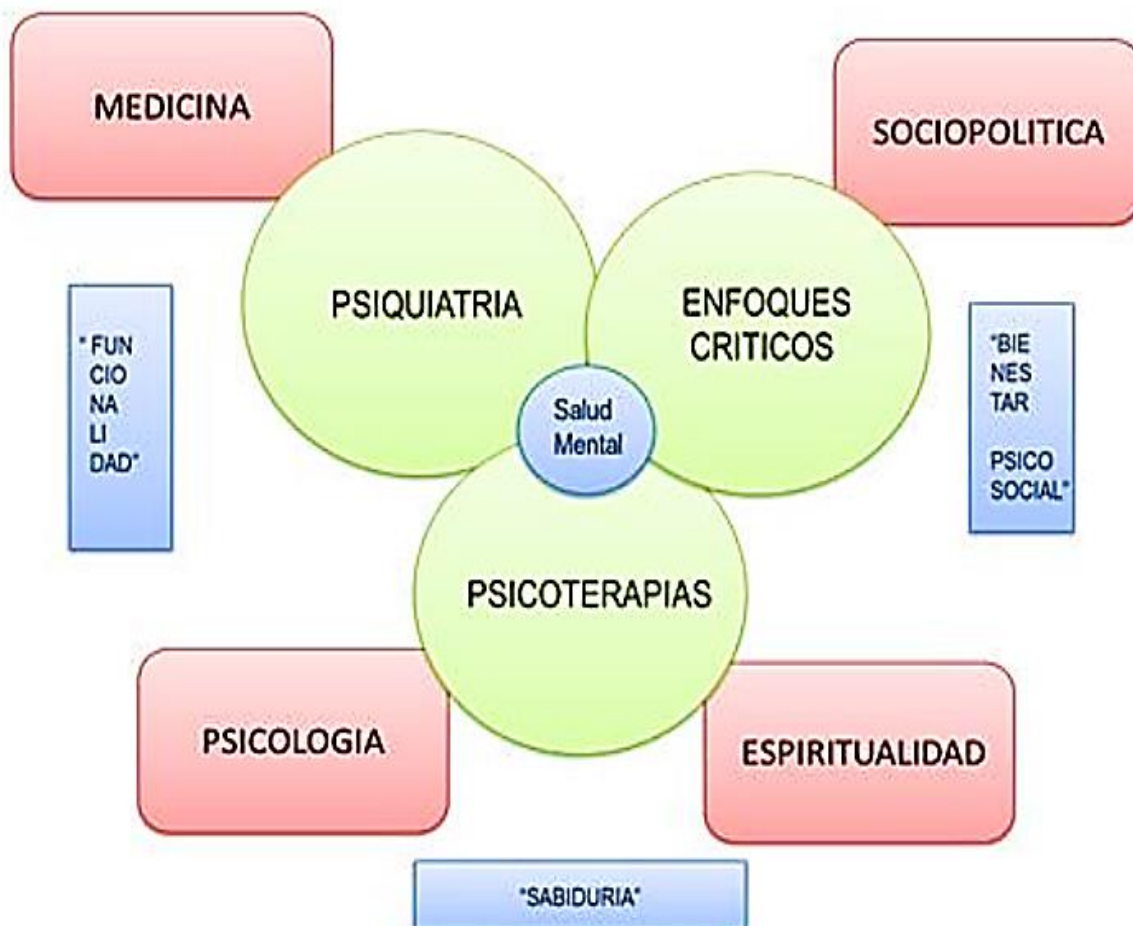 MEDICINA
SOCIOPOLITICA
PSIQUIATRIA
ENFOQUES
CRITICOS
" FUN
CIO
NA
LI
DAD"
"BIE
NES
TAR
PSICO
SOCIAL"
Salud
Mental
PSICOTERAPIAS
PSICOLOGIA
ESPIRITUALIDAD
"SABIDURIA"